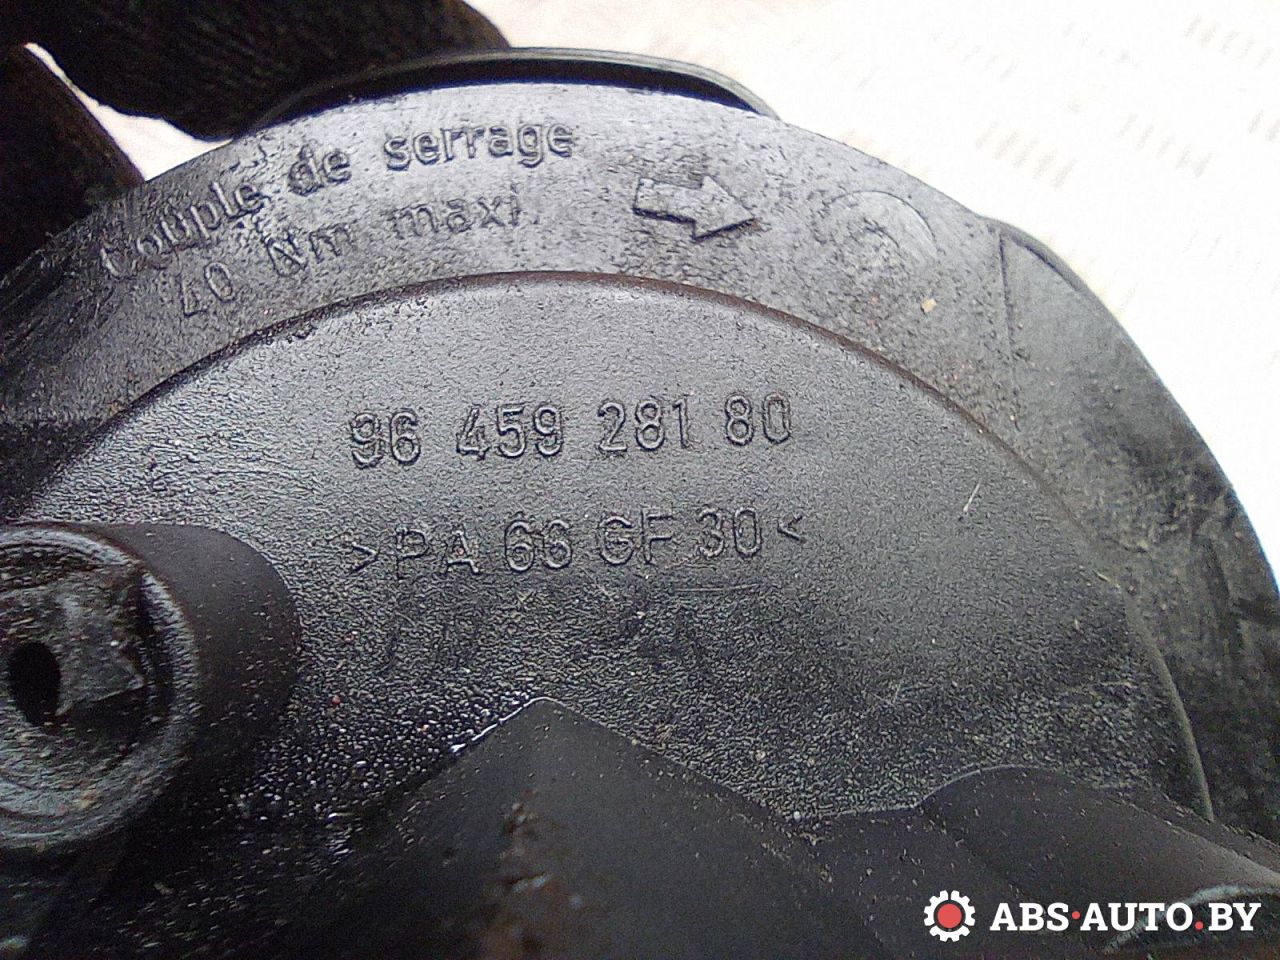 Couple de serrage
40 Nm maxi
96 459 281 80
>PA 66 GF 30<
ABS·AUTO.BY